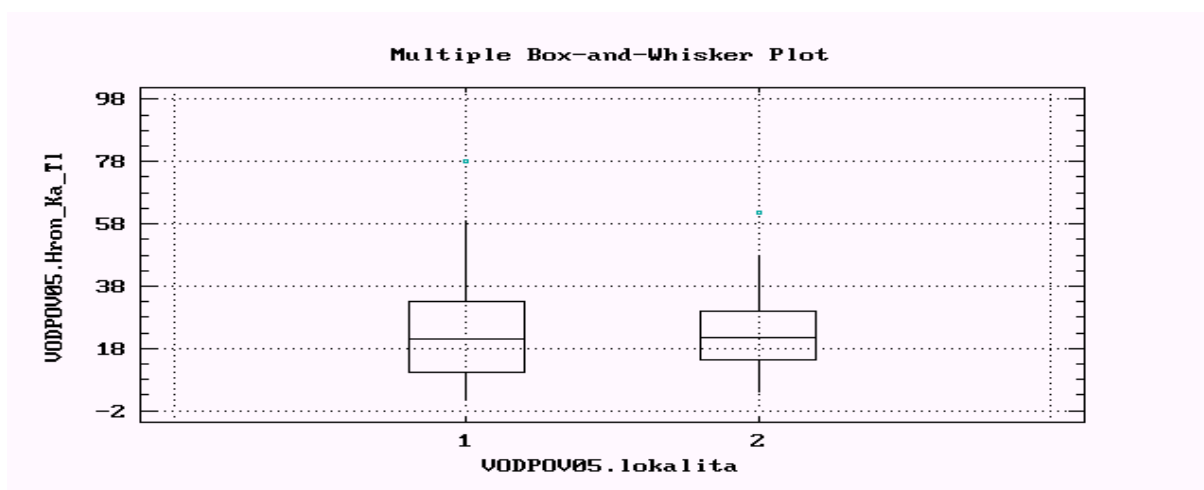 Multiple Box-and-Whisker Plot
VODPOV05.Hron_Ka_Tl
98
78
58
38
18
-2
1 2
VODPOV05.lokalita